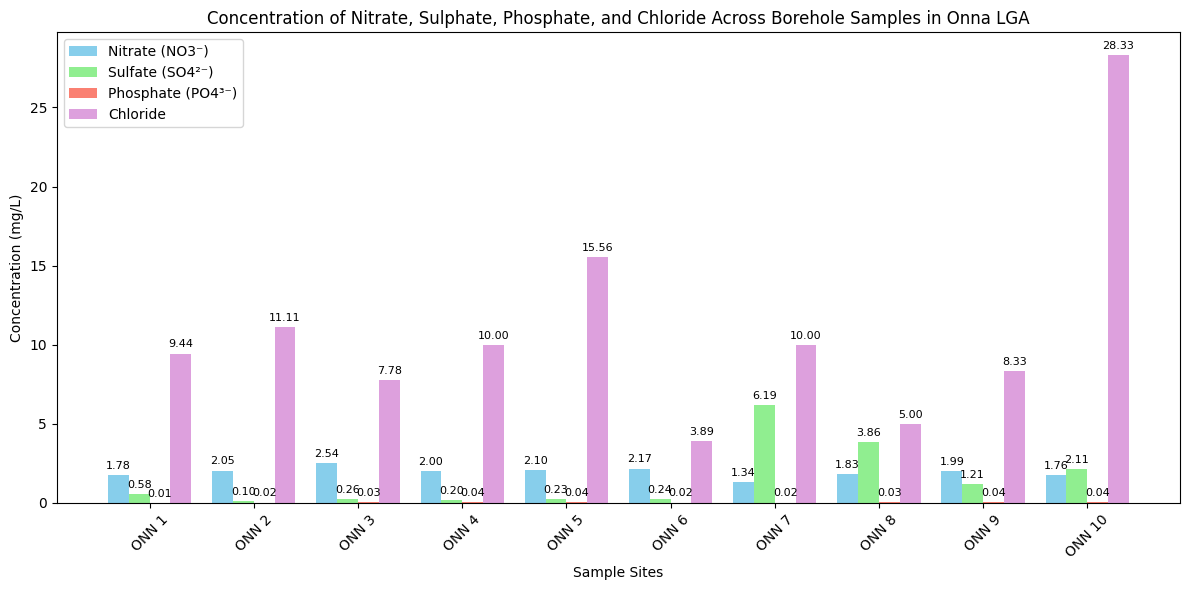 Concentration of Nitrate, Sulphate, Phosphate, and Chloride Across Borehole Samples in Onna LGA
Nitrate (NO3⁻)
Sulfate (SO4²⁻)
Phosphate (PO4³⁻)
Chloride
Concentration (mg/L)
25
20
15
10
5
0
1.78
0.58
0.01
9.44
2.05
0.10
0.02
11.11
2.54
0.26
0.03
7.78
2.00
0.20
0.04
10.00
2.10
0.23
0.04
15.56
2.17
0.24
0.02
3.89
1.34
6.19
0.02
10.00
1.83
3.86
0.03
5.00
1.99
1.21
0.04
8.33
1.76
2.11
0.04
28.33
ONN 1
ONN 2
ONN 3
ONN 4
ONN 5
ONN 6
ONN 7
ONN 8
ONN 9
ONN 10
Sample Sites